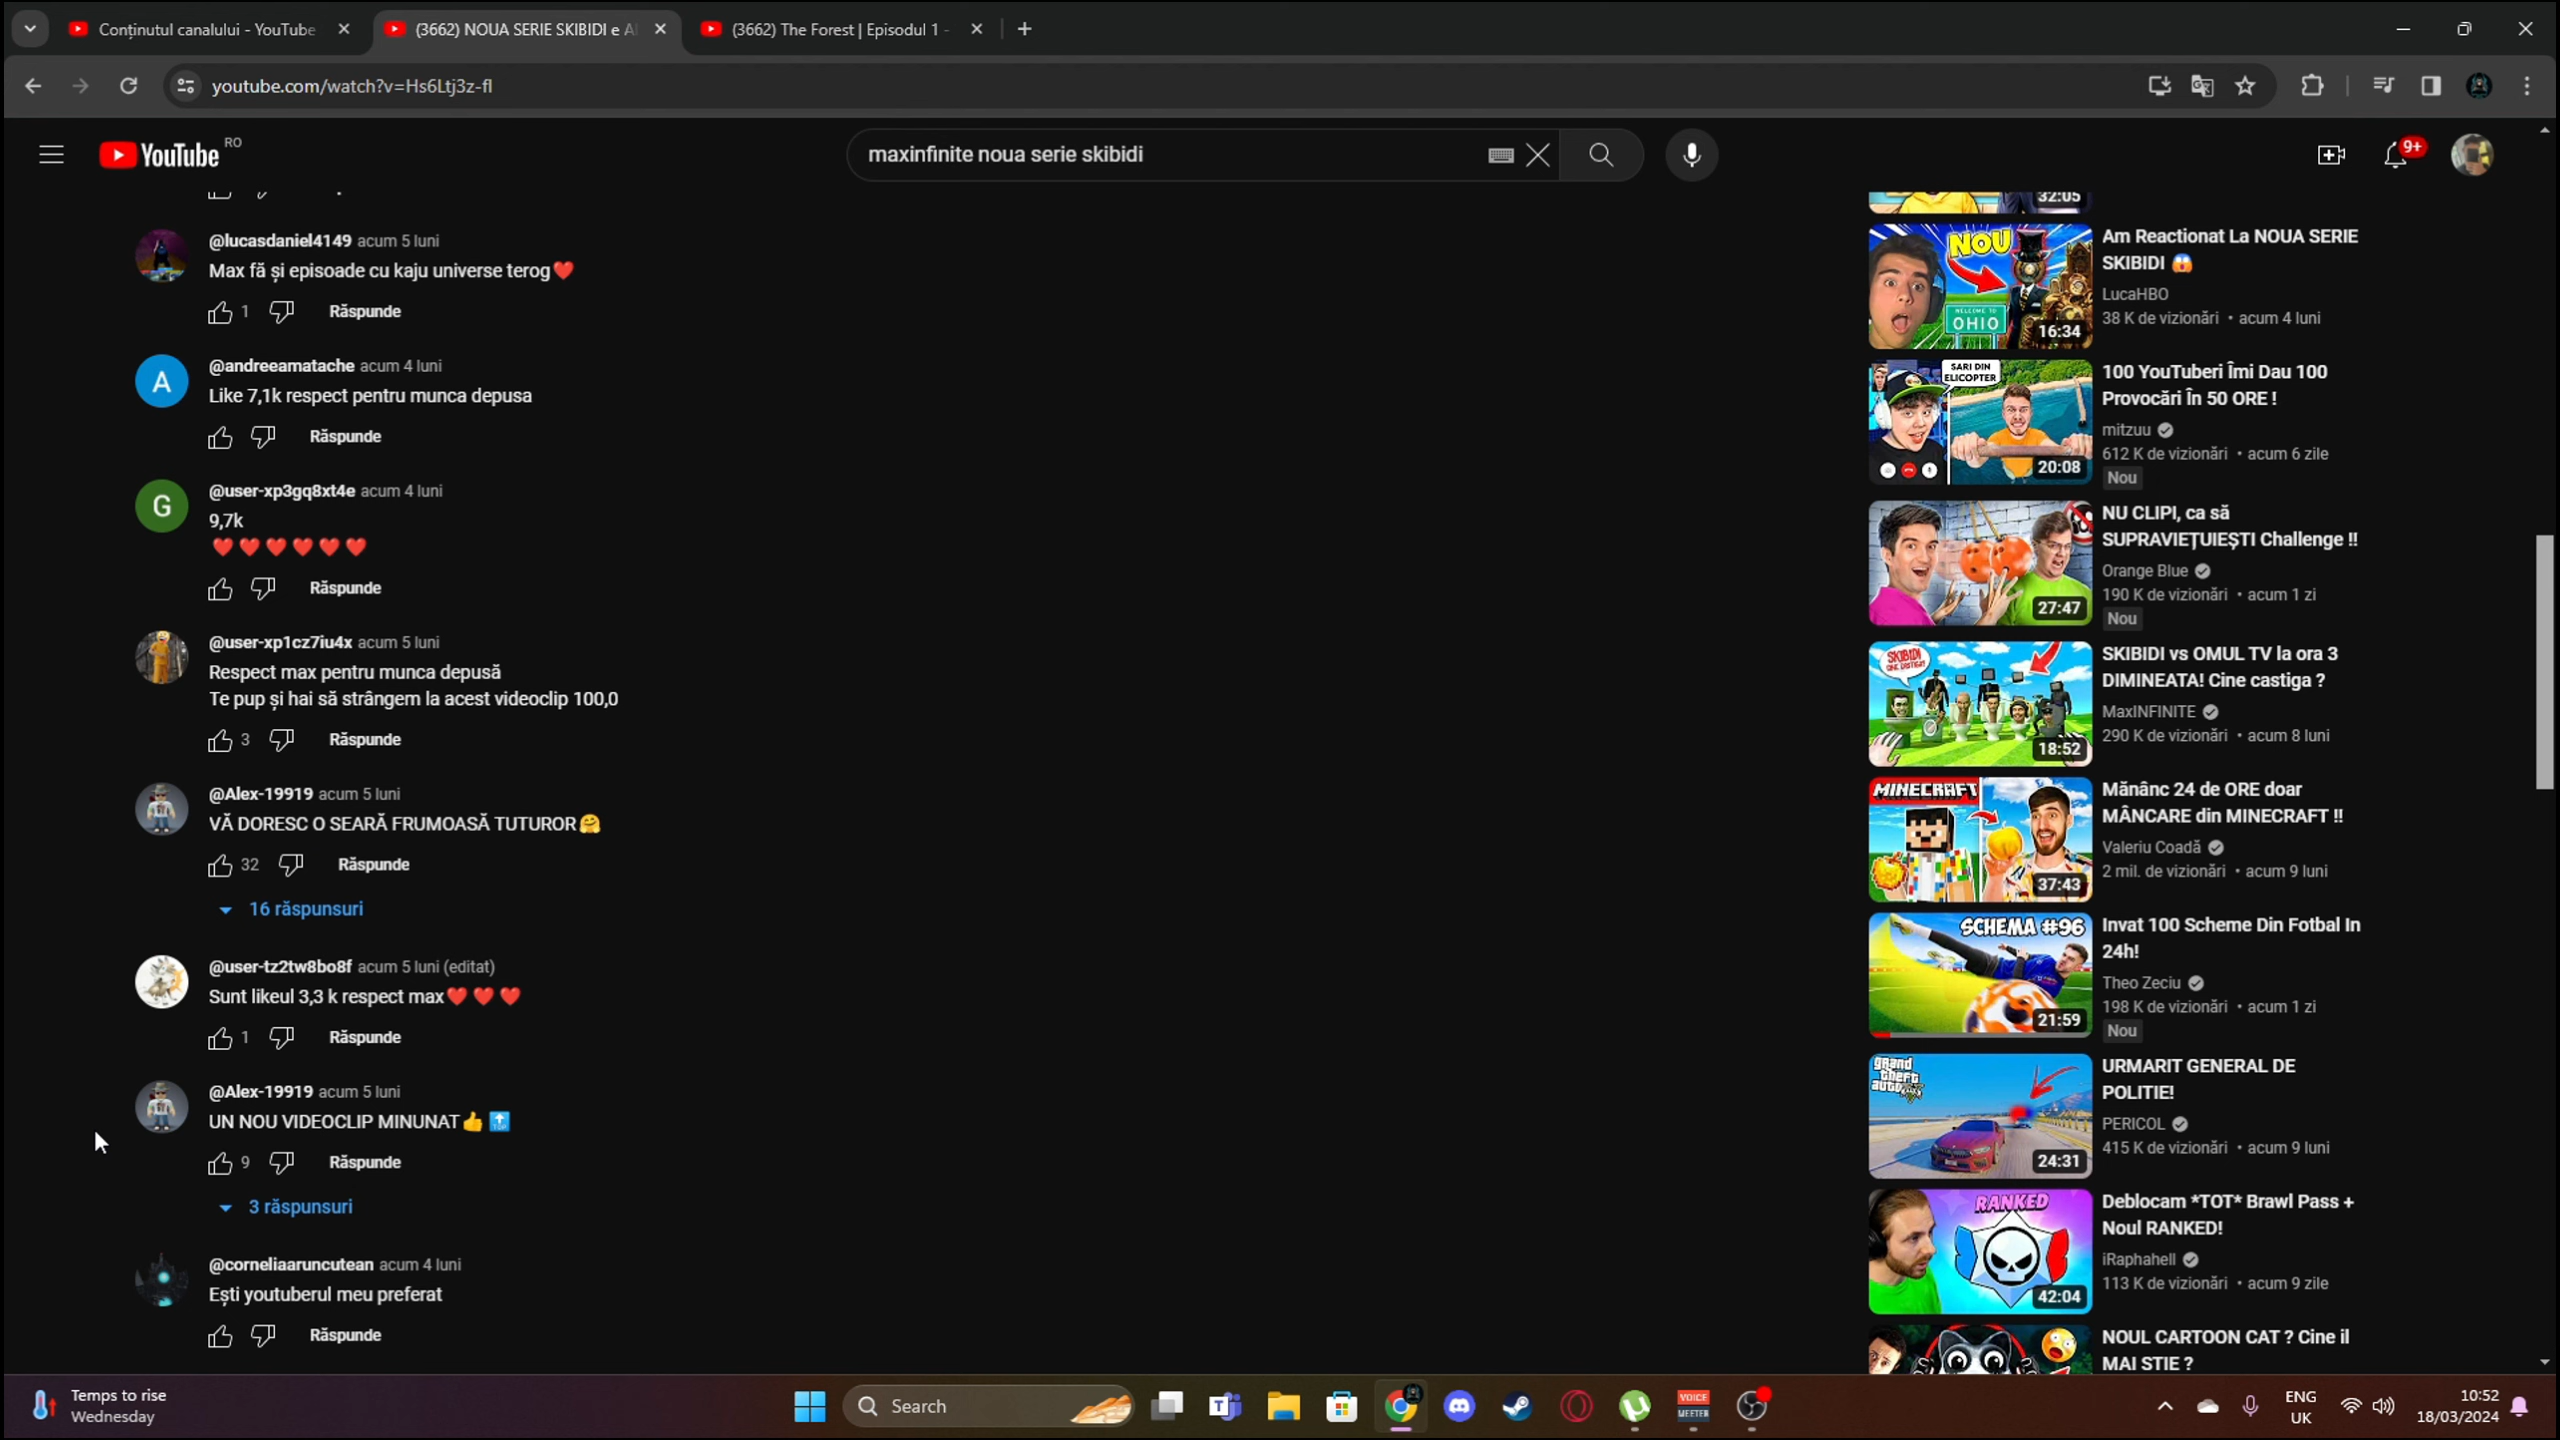 Conținutul canalului - YouTube
(3662) NOUA SERIE SKIBIDI e Al
(3662) The Forest | Episodul 1 -
youtube.com/watch?v=Hs6Ltj3z-fI
YouTube RO
maxinfinite noua serie skibidi
9+
@lucasdaniel4149 acum 5 luni
Max fă și episoade cu kaju universe terog❤️
1 Răspunde
@andreeamatache acum 4 luni
Like 7,1k respect pentru munca depusa
Răspunde
@user-xp3gq8xt4e acum 4 luni
9,7k
❤️❤️❤️❤️❤️❤️
Răspunde
@user-xp1cz7iu4x acum 5 luni
Respect max pentru munca depusă
Te pup și hai să strângem la acest videoclip 100,0
3 Răspunde
@Alex-19919 acum 5 luni
VĂ DORESC O SEARĂ FRUMOASĂ TUTUROR🤗
32 Răspunde
16 răspunsuri
@user-tz2tw8bo8f acum 5 luni (editat)
Sunt likeul 3,3 k respect max❤️❤️❤️
1 Răspunde
@Alex-19919 acum 5 luni
UN NOU VIDEOCLIP MINUNAT👍🔝
9 Răspunde
3 răspunsuri
@corneliaaruncutean acum 4 luni
Ești youtuberul meu preferat
Răspunde
32:05
NOU
WELCOME TO
OHIO
16:34
Am Reactionat La NOUA SERIE
SKIBIDI 😱
LucaHBO
38 K de vizionări • acum 4 luni
SARI DIN
ELICOPTER
20:08
100 YouTuberi Îmi Dau 100
Provocări În 50 ORE !
mitzuu
612 K de vizionări • acum 6 zile
Nou
27:47
NU CLIPI, ca să
SUPRAVIEȚUIEȘTI Challenge !!
Orange Blue
190 K de vizionări • acum 1 zi
Nou
SKIBIDI
18:52
SKIBIDI vs OMUL TV la ora 3
DIMINEATA! Cine castiga ?
MaxINFINITE
290 K de vizionări • acum 8 luni
MINECRAFT
37:43
Mănânc 24 de ORE doar
MÂNCARE din MINECRAFT !!
Valeriu Coadă
2 mil. de vizionări • acum 9 luni
SCHEMA #96
21:59
Invat 100 Scheme Din Fotbal In
24h!
Theo Zeciu
198 K de vizionări • acum 1 zi
Nou
grand
theft
auto
24:31
URMARIT GENERAL DE
POLITIE!
PERICOL
415 K de vizionări • acum 9 luni
RANKED
42:04
Deblocam *TOT* Brawl Pass +
Noul RANKED!
iRaphahell
113 K de vizionări • acum 9 zile
NOUL CARTOON CAT ? Cine il
MAI STIE ?
Temps to rise
Wednesday
Search
VOICE
MEETER
ENG
UK
10:52
18/03/2024